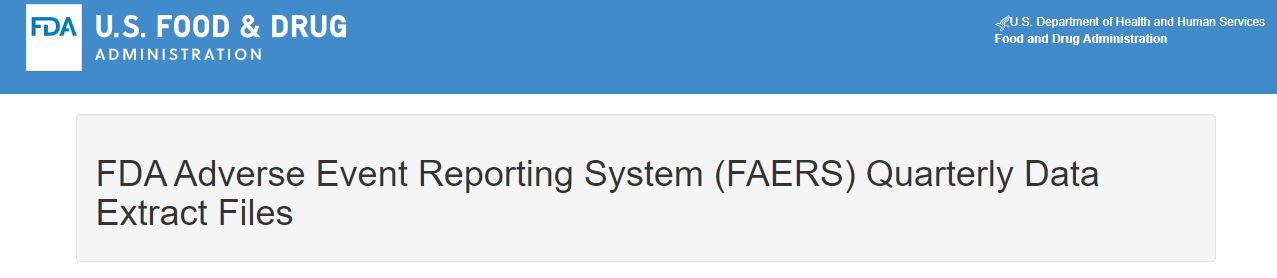 FDA U.S. FOOD & DRUG
ADMINISTRATION
U.S. Department of Health and Human Services
Food and Drug Administration
FDA Adverse Event Reporting System (FAERS) Quarterly Data
Extract Files